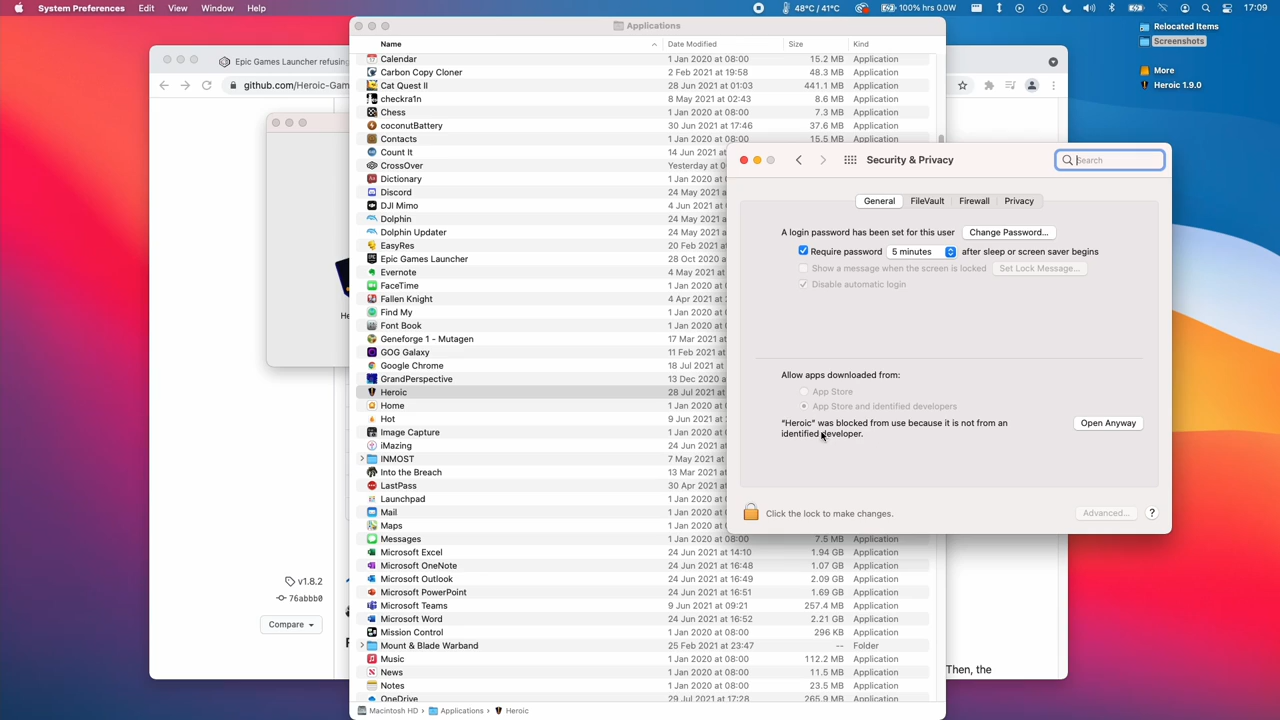 System Preferences Edit View Window Help
48°C / 41°C 100% hrs 0.0W 17:09
Relocated Items
Screenshots
More
Heroic 1.9.0
Epic Games Launcher refusing
github.com/Heroic-Gam
Applications
Name Date Modified Size Kind
Calendar 1 Jan 2020 at 08:00 15.2 MB Application
Carbon Copy Cloner 2 Feb 2021 at 19:58 48.3 MB Application
Cat Quest II 28 Jun 2021 at 01:03 441.1 MB Application
checkra1n 8 May 2021 at 02:43 8.6 MB Application
Chess 1 Jan 2020 at 08:00 7.3 MB Application
coconutBattery 30 Jun 2021 at 17:46 37.6 MB Application
Contacts 1 Jan 2020 at 08:00 15.5 MB Application
Count It 14 Jun 2021 at
CrossOver Yesterday at 0
Dictionary 1 Jan 2020 at 0
Discord 24 May 2021 a
DJI Mimo 4 Jun 2021 at
Dolphin 24 May 2021 a
Dolphin Updater 24 May 2021 a
EasyRes 20 Feb 2021 at
Epic Games Launcher 28 Oct 2020 a
Evernote 4 May 2021 at
FaceTime 1 Jan 2020 at 0
Fallen Knight 4 Apr 2021 at
Find My 1 Jan 2020 at 0
Font Book 1 Jan 2020 at 0
Geneforge 1 - Mutagen 17 Mar 2021 at
GOG Galaxy 11 Feb 2021 at
Google Chrome 18 Jul 2021 at
GrandPerspective 13 Dec 2020 a
Heroic 28 Jul 2021 at
Home 1 Jan 2020 at 0
Hot 9 Jun 2021 at
Image Capture 1 Jan 2020 at 0
iMazing 24 Jun 2021 at
INMOST 7 May 2021 at
Into the Breach 13 Mar 2021 at
LastPass 30 Apr 2021 at
Launchpad 1 Jan 2020 at 0
Mail 1 Jan 2020 at 0
Maps 1 Jan 2020 at 0
Messages 1 Jan 2020 at 08:00 7.5 MB Application
Microsoft Excel 24 Jun 2021 at 14:10 1.94 GB Application
Microsoft OneNote 24 Jun 2021 at 16:48 1.07 GB Application
Microsoft Outlook 24 Jun 2021 at 16:49 2.09 GB Application
Microsoft PowerPoint 24 Jun 2021 at 16:51 1.69 GB Application
Microsoft Teams 9 Jun 2021 at 09:21 257.4 MB Application
Microsoft Word 24 Jun 2021 at 16:52 2.21 GB Application
Mission Control 1 Jan 2020 at 08:00 296 KB Application
Mount & Blade Warband 25 Feb 2021 at 23:47 -- Folder
Music 1 Jan 2020 at 08:00 112.2 MB Application
News 1 Jan 2020 at 08:00 11.5 MB Application
Notes 1 Jan 2020 at 08:00 23.5 MB Application
OneDrive 29 Jul 2021 at 17:28 265.9 MB Application
Macintosh HD › Applications › Heroic
He
v1.8.2
76abbb0
Compare
Then, the
Security & Privacy
Search
General FileVault Firewall Privacy
A login password has been set for this user Change Password...
Require password 5 minutes after sleep or screen saver begins
Show a message when the screen is locked Set Lock Message...
Disable automatic login
Allow apps downloaded from:
App Store
App Store and identified developers
"Heroic" was blocked from use because it is not from an Open Anyway
identified developer.
Click the lock to make changes. Advanced... ?